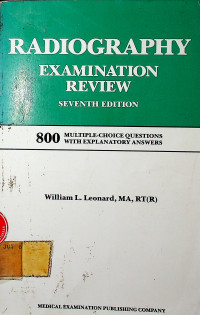 RADIOGRAPHY
EXAMINATION
REVIEW
SEVENTH EDITION
800 MULTIPLE-CHOICE QUESTIONS
WITH EXPLANATORY ANSWERS
William L. Leonard, MA, RT(R)
MEDICAL EXAMINATION PUBLISHING COMPANY